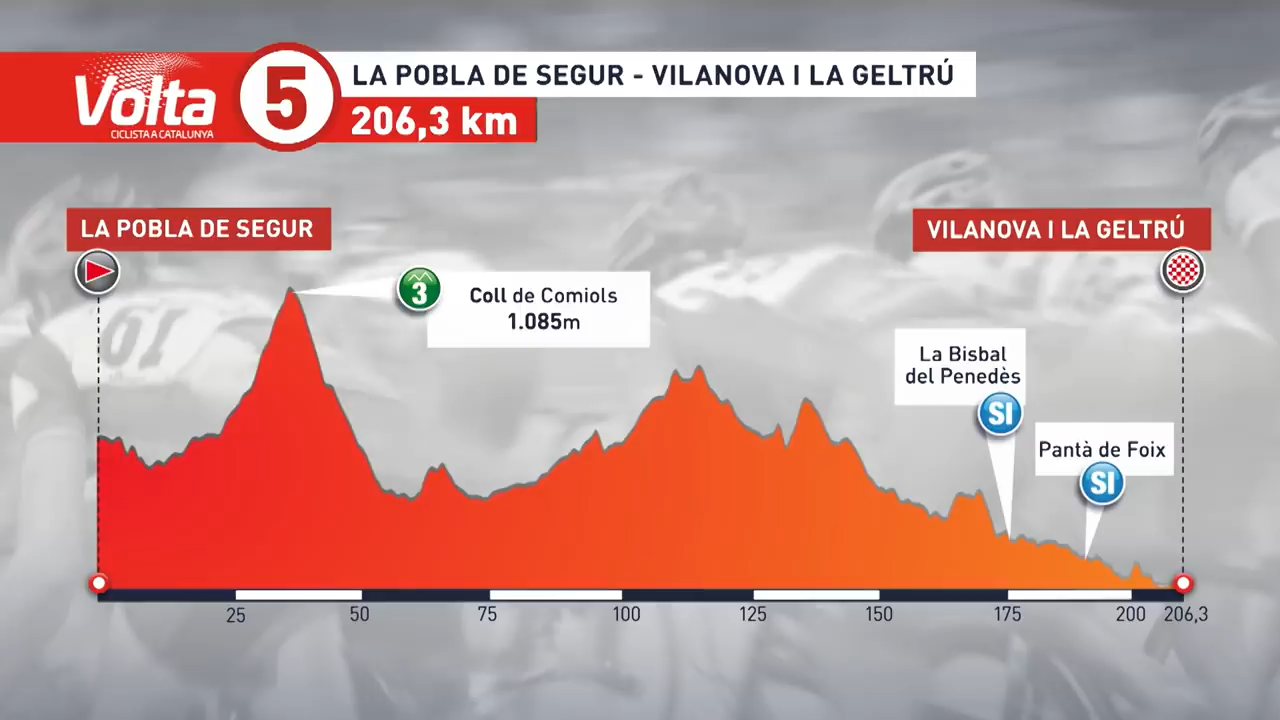 Volta
CICLISTA A CATALUNYA
5
LA POBLA DE SEGUR - VILANOVA I LA GELTRÚ
206,3 km
LA POBLA DE SEGUR
VILANOVA I LA GELTRÚ
3
Coll de Comiols
1.085m
La Bisbal
del Penedès
SI
Pantà de Foix
SI
61
25
50
75
100
125
150
175
200
206,3